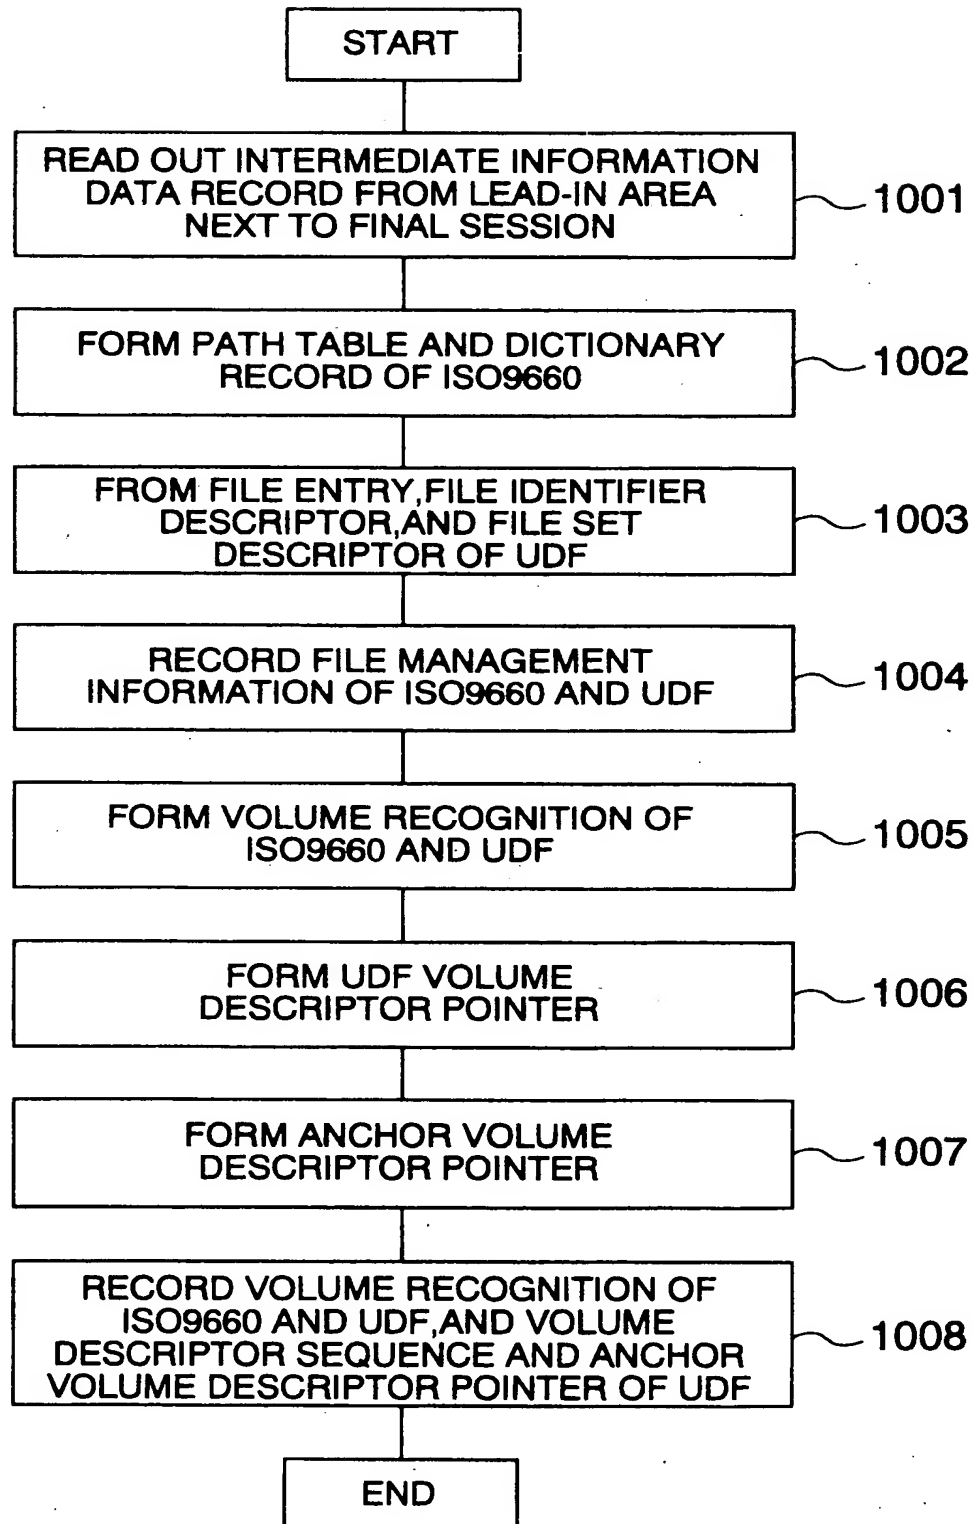 START
READ OUT INTERMEDIATE INFORMATION
DATA RECORD FROM LEAD-IN AREA
NEXT TO FINAL SESSION
1001
FORM PATH TABLE AND DICTIONARY
RECORD OF ISO9660
1002
FROM FILE ENTRY,FILE IDENTIFIER
DESCRIPTOR,AND FILE SET
DESCRIPTOR OF UDF
1003
RECORD FILE MANAGEMENT
INFORMATION OF ISO9660 AND UDF
1004
FORM VOLUME RECOGNITION OF
ISO9660 AND UDF
1005
FORM UDF VOLUME
DESCRIPTOR POINTER
1006
FORM ANCHOR VOLUME
DESCRIPTOR POINTER
1007
RECORD VOLUME RECOGNITION OF
ISO9660 AND UDF,AND VOLUME
DESCRIPTOR SEQUENCE AND ANCHOR
VOLUME DESCRIPTOR POINTER OF UDF
1008
END